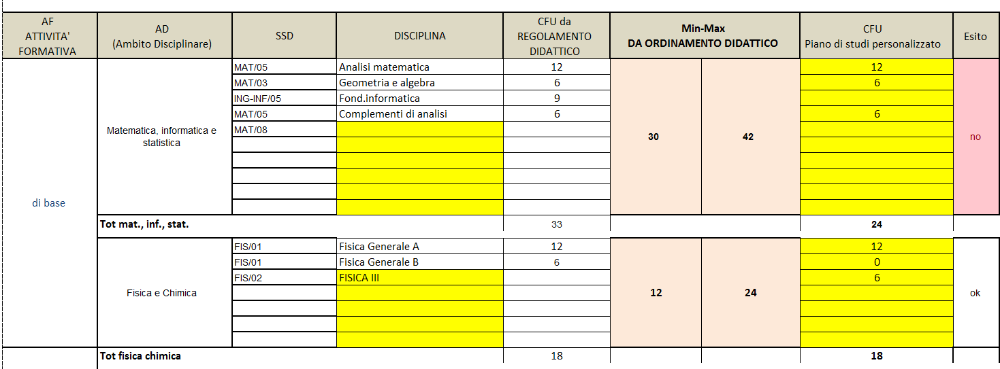 AF ATTIVITA' FORMATIVA AD (Ambito Disciplinare) SSD DISCIPLINA CFU da REGOLAMENTO DIDATTICO Min-Max DA ORDINAMENTO DIDATTICO CFU Piano di studi personalizzato Esito
di base Matematica, informatica e statistica 30 42 no
MAT/05 Analisi matematica 12 12
MAT/03 Geometria e algebra 6 6
ING-INF/05 Fond.informatica 9
MAT/05 Complementi di analisi 6 6
MAT/08
Tot mat., inf., stat. 33 24
Fisica e Chimica 12 24 ok
FIS/01 Fisica Generale A 12 12
FIS/01 Fisica Generale B 6 0
FIS/02 FISICA III 6
Tot fisica chimica 18 18